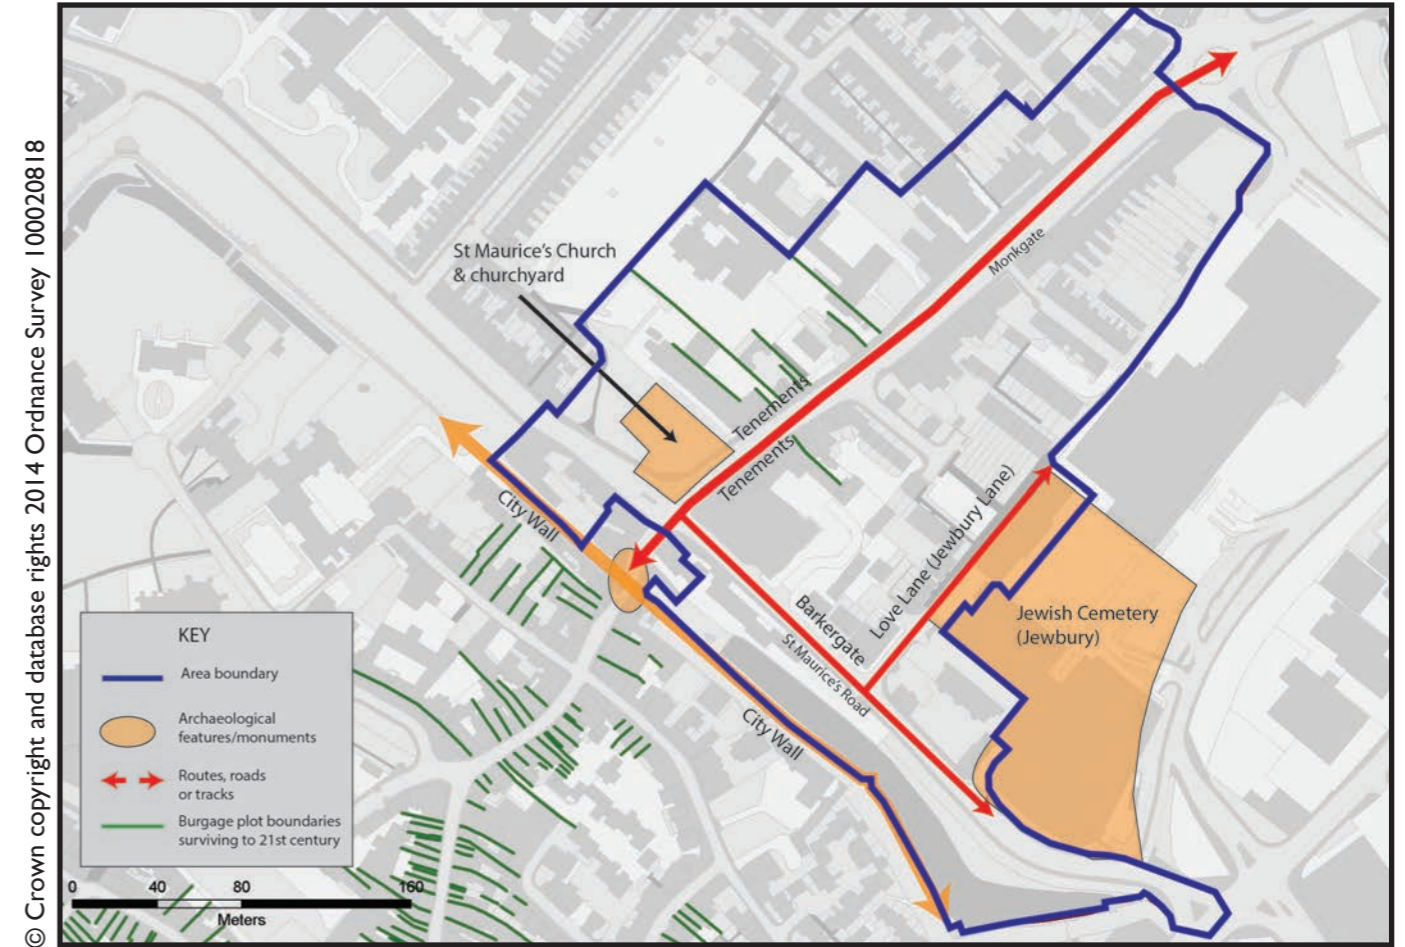 © Crown copyright and database rights 2014 Ordnance Survey 100020818
St Maurice's Church
& churchyard
Monkgate
Tenements
Tenements
City Wall
Love Lane (Jewbury Lane)
Barkergate
St Maurice's Road
Jewish Cemetery
(Jewbury)
City Wall
KEY
Area boundary
Archaeological
features/monuments
Routes, roads
or tracks
Burgage plot boundaries
surviving to 21st century
0 40 80 160
Meters